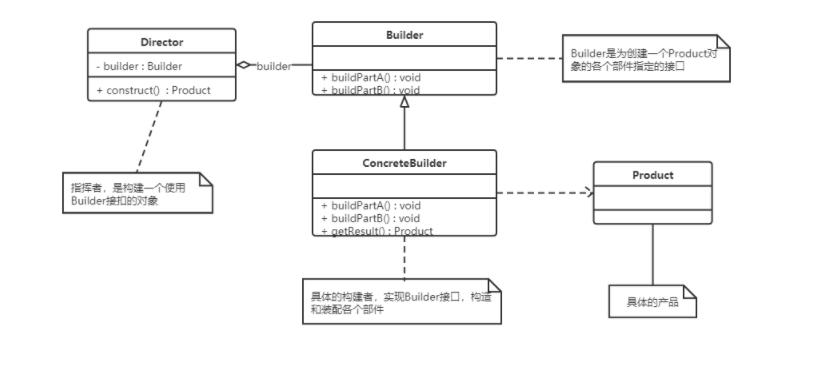 Director
- builder : Builder
+ construct() : Product
builder
Builder
+ buildPartA() : void
+ buildPartB() : void
Builder是为创建一个Product对
象的各个部件指定的接口
指挥者，是构建一个使用
Builder接扣的对象
ConcreteBuilder
+ buildPartA() : void
+ buildPartB() : void
+ getResult() : Product
Product
具体的构建者，实现Builder接口，构造
和装配各个部件
具体的产品